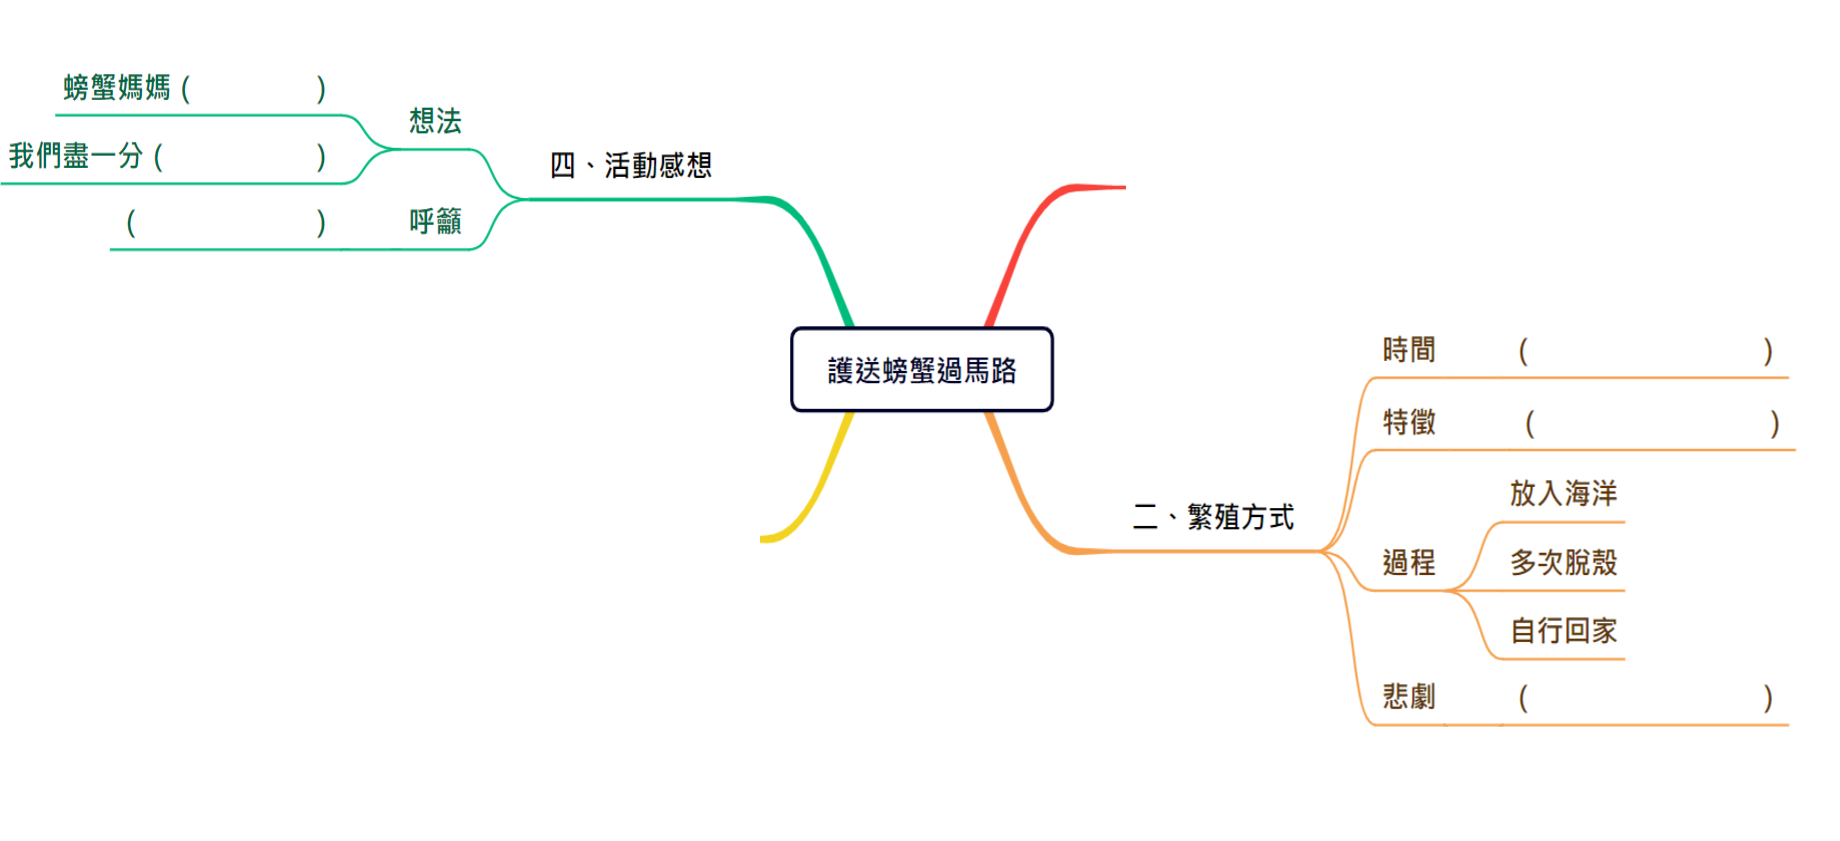 護送螃蟹過馬路
二、繁殖方式
時間 ( )
特徵 ( )
過程
放入海洋
多次脫殼
自行回家
悲劇 ( )
四、活動感想
想法
螃蟹媽媽 ( )
我們盡一分 ( )
呼籲
( )